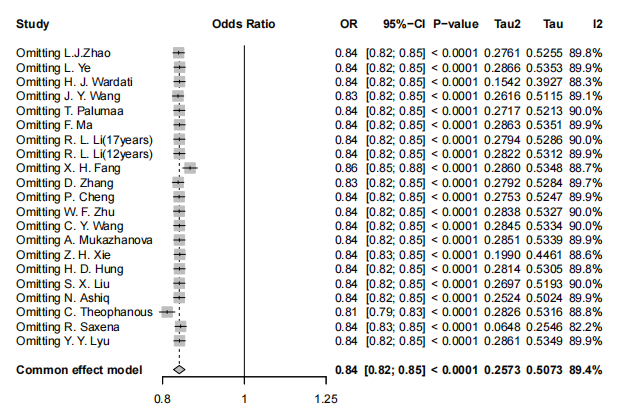 Study Odds Ratio OR 95%-CI P-value Tau2 Tau I2
Omitting L.J.Zhao 0.84 [0.82; 0.85] < 0.0001 0.2761 0.5255 89.8%
Omitting L. Ye 0.84 [0.82; 0.85] < 0.0001 0.2866 0.5353 89.9%
Omitting H. J. Wardati 0.84 [0.82; 0.85] < 0.0001 0.1542 0.3927 88.3%
Omitting J. Y. Wang 0.83 [0.82; 0.85] < 0.0001 0.2616 0.5115 89.1%
Omitting T. Palumaa 0.84 [0.82; 0.85] < 0.0001 0.2717 0.5213 90.0%
Omitting F. Ma 0.84 [0.82; 0.85] < 0.0001 0.2863 0.5351 89.9%
Omitting R. L. Li(17years) 0.84 [0.82; 0.85] < 0.0001 0.2794 0.5286 89.9%
Omitting R. L. Li(12years) 0.84 [0.82; 0.85] < 0.0001 0.2822 0.5312 89.9%
Omitting X. H. Fang 0.86 [0.85; 0.88] < 0.0001 0.2860 0.5348 88.7%
Omitting D. Zhang 0.83 [0.82; 0.85] < 0.0001 0.2792 0.5284 89.7%
Omitting P. Cheng 0.84 [0.82; 0.85] < 0.0001 0.2753 0.5247 89.9%
Omitting W. F. Zhu 0.84 [0.82; 0.85] < 0.0001 0.2838 0.5327 90.0%
Omitting C. Y. Wang 0.84 [0.82; 0.85] < 0.0001 0.2845 0.5334 90.0%
Omitting A. Mukazhanova 0.84 [0.82; 0.85] < 0.0001 0.2851 0.5339 89.9%
Omitting Z. H. Xie 0.84 [0.83; 0.85] < 0.0001 0.1990 0.4461 88.6%
Omitting H. D. Hung 0.84 [0.82; 0.85] < 0.0001 0.2814 0.5305 89.9%
Omitting S. X. Liu 0.84 [0.82; 0.85] < 0.0001 0.2697 0.5193 89.9%
Omitting N. Ashiq 0.84 [0.82; 0.85] < 0.0001 0.2524 0.5024 89.8%
Omitting C. Theophanous 0.81 [0.79; 0.83] < 0.0001 0.2826 0.5316 88.8%
Omitting R. Saxena 0.84 [0.83; 0.85] < 0.0001 0.0648 0.2546 82.2%
Omitting Y. Y. Lyu 0.84 [0.82; 0.85] < 0.0001 0.2861 0.5349 89.9%
Common effect model 0.84 [0.82; 0.85] < 0.0001 0.2573 0.5073 89.4%
0.8 1 1.25